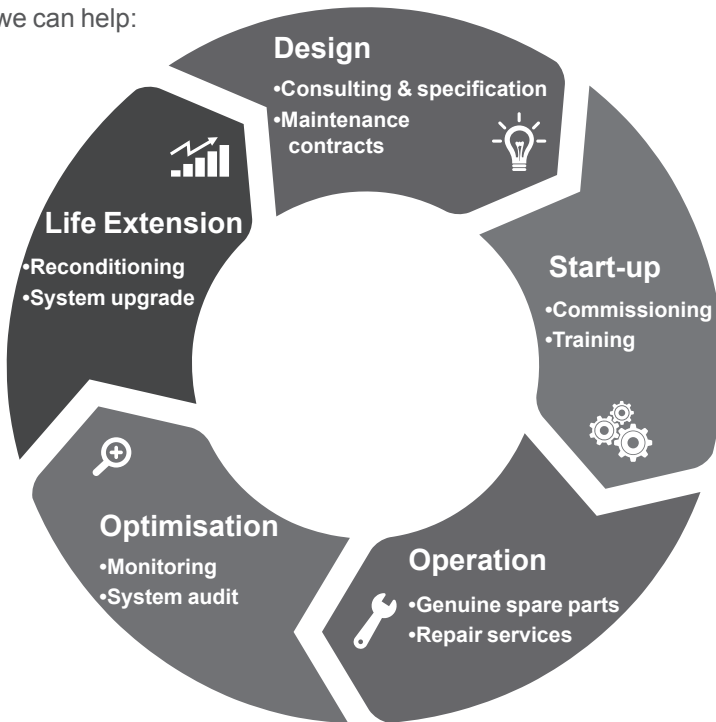 we can help:
Design
•Consulting & specification
•Maintenance
contracts
Start-up
•Commissioning
•Training
Operation
•Genuine spare parts
•Repair services
Optimisation
•Monitoring
•System audit
Life Extension
•Reconditioning
•System upgrade